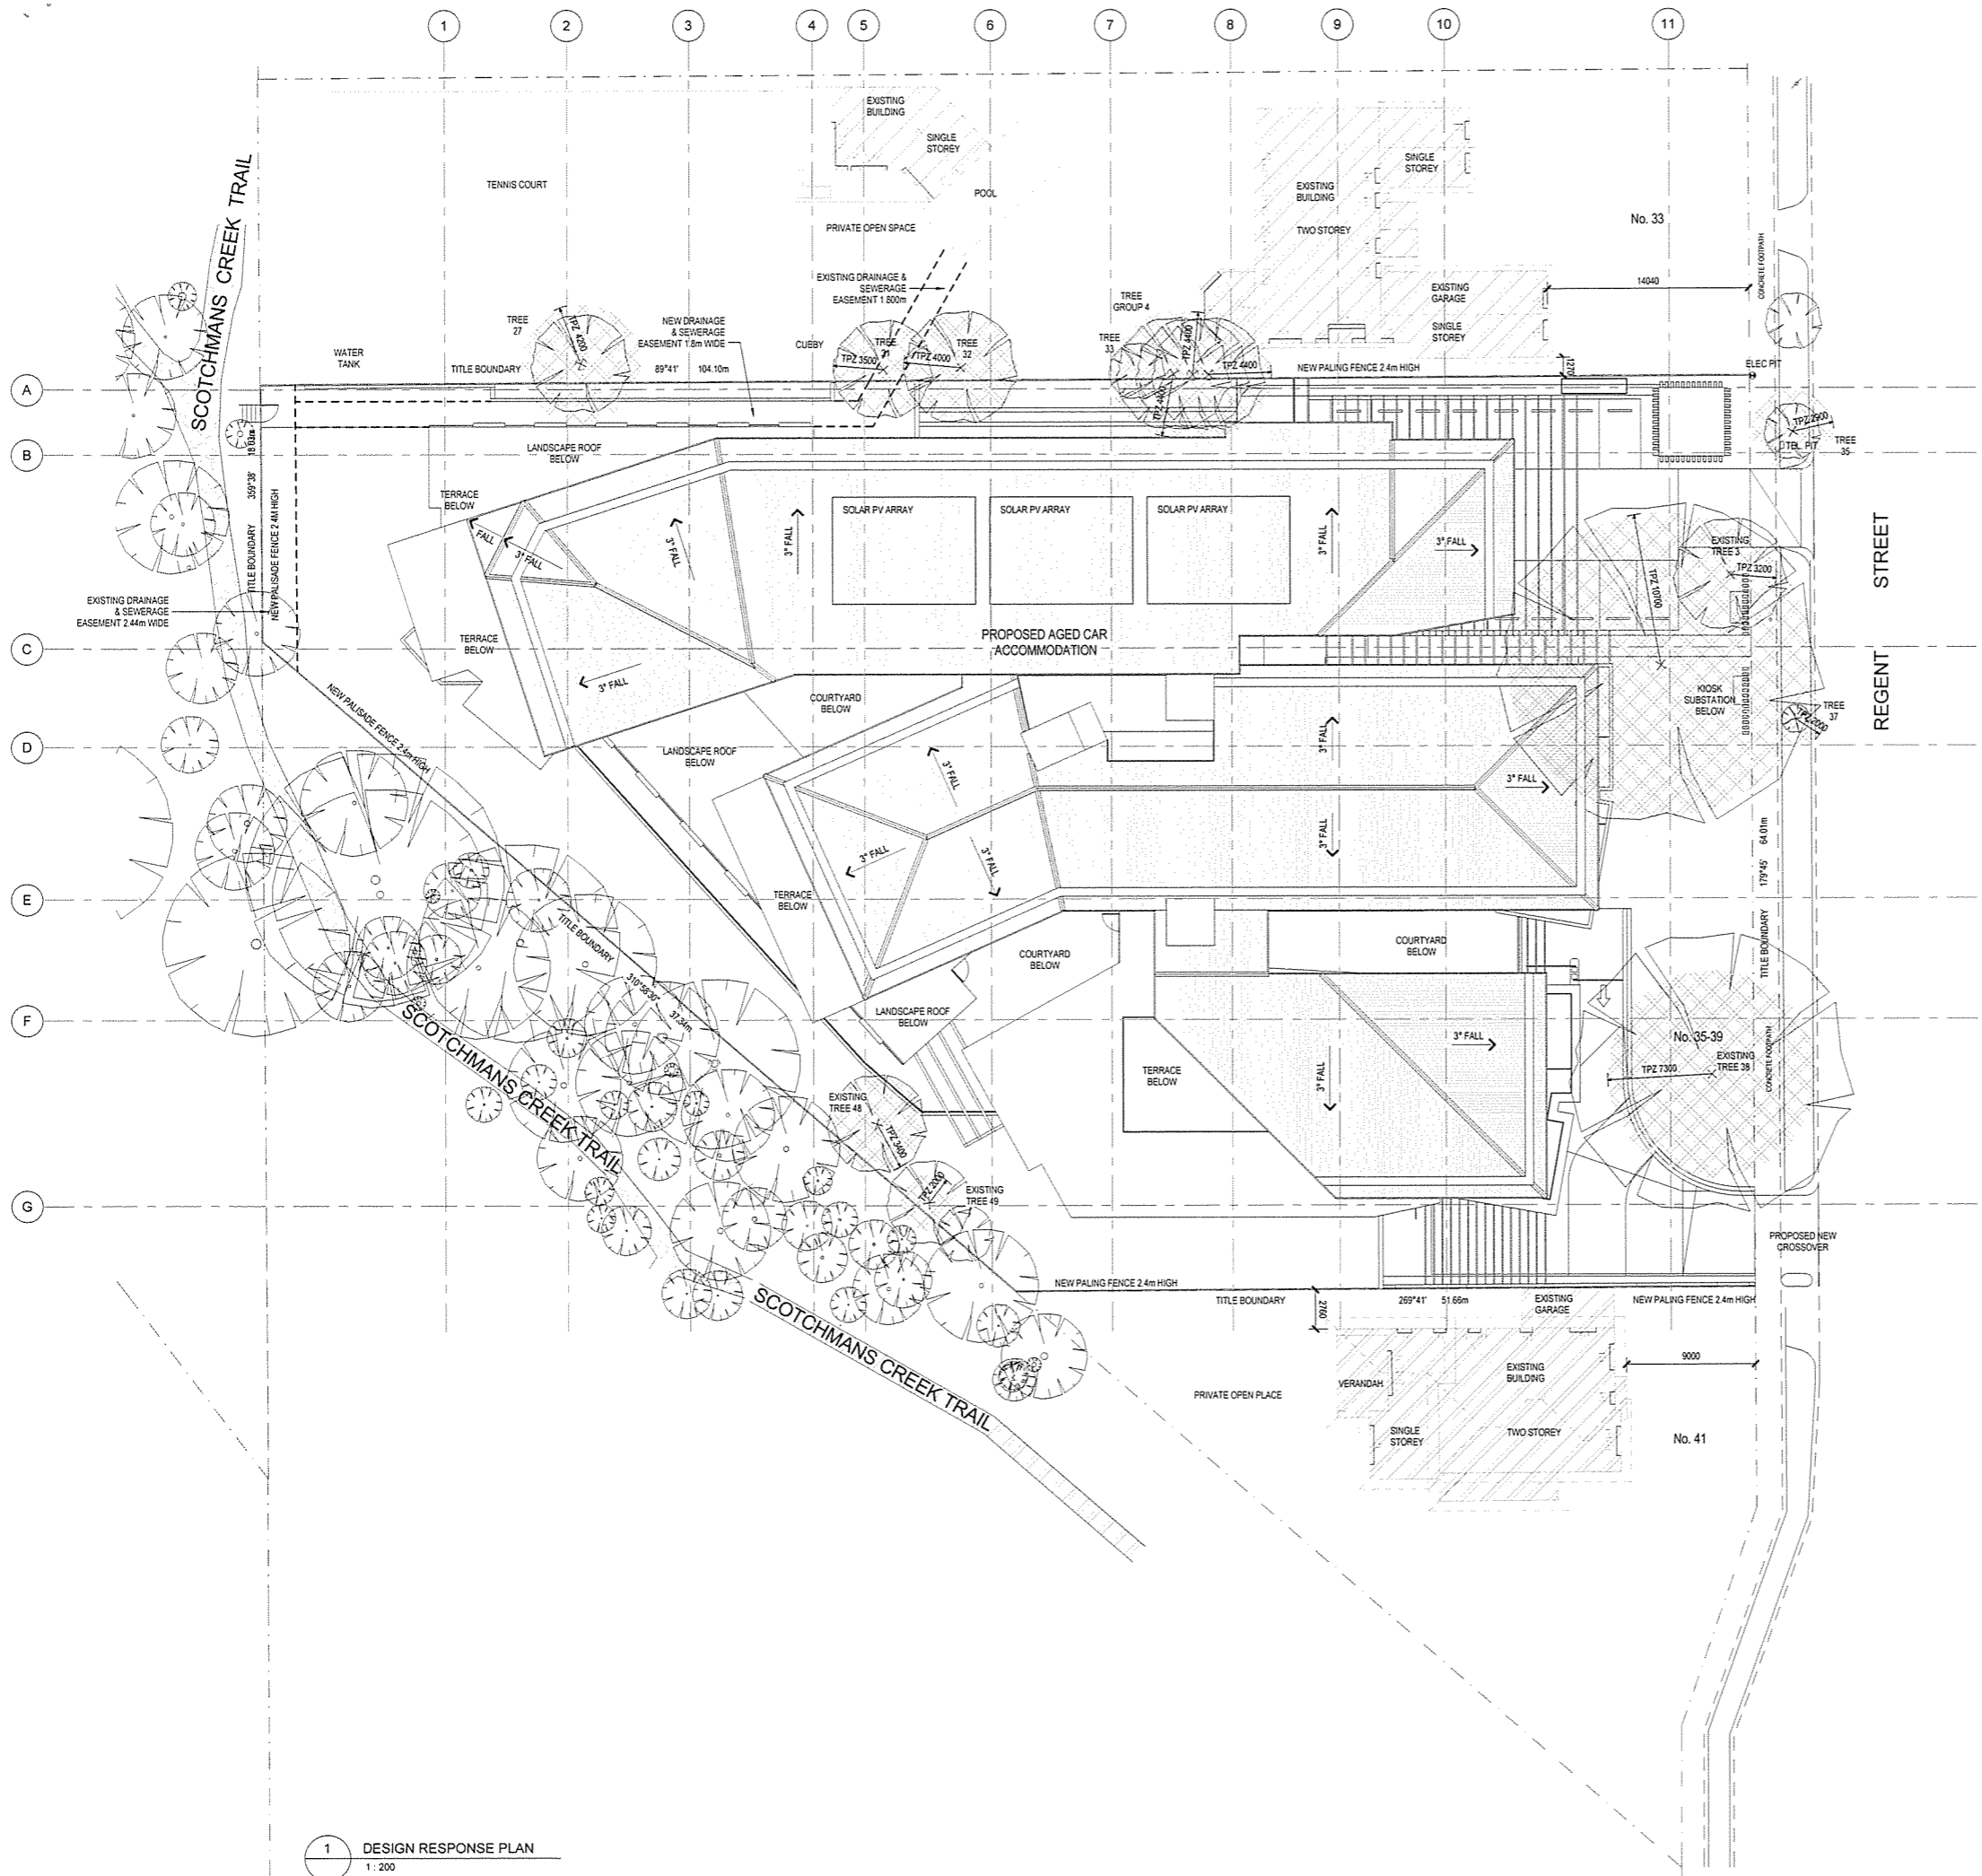 1
2
3
4
5
6
7
8
9
10
11
EXISTING
BUILDING
SINGLE
STOREY
TENNIS COURT
POOL
PRIVATE OPEN SPACE
SINGLE
STOREY
EXISTING
BUILDING
TWO STOREY
No. 33
CONCRETE FOOTPATH
SCOTCHMANS CREEK TRAIL
EXISTING DRAINAGE &
SEWERAGE
EASEMENT 1.800m
TREE
GROUP 4
EXISTING
GARAGE
14040
SINGLE
STOREY
TREE
27
TPZ 4200
NEW DRAINAGE
& SEWERAGE
EASEMENT 1.8m WIDE
CUBBY
TREE
31
TPZ 3500
TPZ 4000
TREE
32
TREE
33
TPZ 4400
TPZ 4400
WATER
TANK
TITLE BOUNDARY
89°41'
104.10m
NEW PALING FENCE 2.4m HIGH
1270
ELEC PIT
A
TPZ 2900
TEL. PIT
TREE
35
B
18.03m
359°38'
TITLE BOUNDARY
NEW PALISADE FENCE 2.4M HIGH
LANDSCAPE ROOF
BELOW
TERRACE
BELOW
SOLAR PV ARRAY
SOLAR PV ARRAY
SOLAR PV ARRAY
FALL
3° FALL
3° FALL
3° FALL
3° FALL
3° FALL
EXISTING
TREE 3
TPZ 3200
TPZ 10700
STREET
EXISTING DRAINAGE
& SEWERAGE
EASEMENT 2.44m WIDE
TERRACE
BELOW
PROPOSED AGED CAR
ACCOMMODATION
C
3° FALL
NEW PALISADE FENCE 2.4m HIGH
COURTYARD
BELOW
KIOSK
SUBSTATION
BELOW
TREE
37
TPZ 2000
REGENT
D
LANDSCAPE ROOF
BELOW
3° FALL
3° FALL
3° FALL
3° FALL
3° FALL
3° FALL
179°45'
64.01m
E
TERRACE
BELOW
TITLE BOUNDARY
COURTYARD
BELOW
COURTYARD
BELOW
TITLE BOUNDARY
310°58'30"
37.34m
F
SCOTCHMANS CREEK TRAIL
LANDSCAPE ROOF
BELOW
No. 35-39
3° FALL
EXISTING
TREE 38
TPZ 7300
CONCRETE FOOTPATH
TERRACE
BELOW
3° FALL
EXISTING
TREE 48
TPZ 3400
TPZ 2000
EXISTING
TREE 49
G
PROPOSED NEW
CROSSOVER
NEW PALING FENCE 2.4m HIGH
TITLE BOUNDARY
269°41'
51.66m
EXISTING
GARAGE
NEW PALING FENCE 2.4m HIGH
2760
SCOTCHMANS CREEK TRAIL
9000
EXISTING
BUILDING
VERANDAH
PRIVATE OPEN PLACE
SINGLE
STOREY
TWO STOREY
No. 41
1
DESIGN RESPONSE PLAN
1 : 200